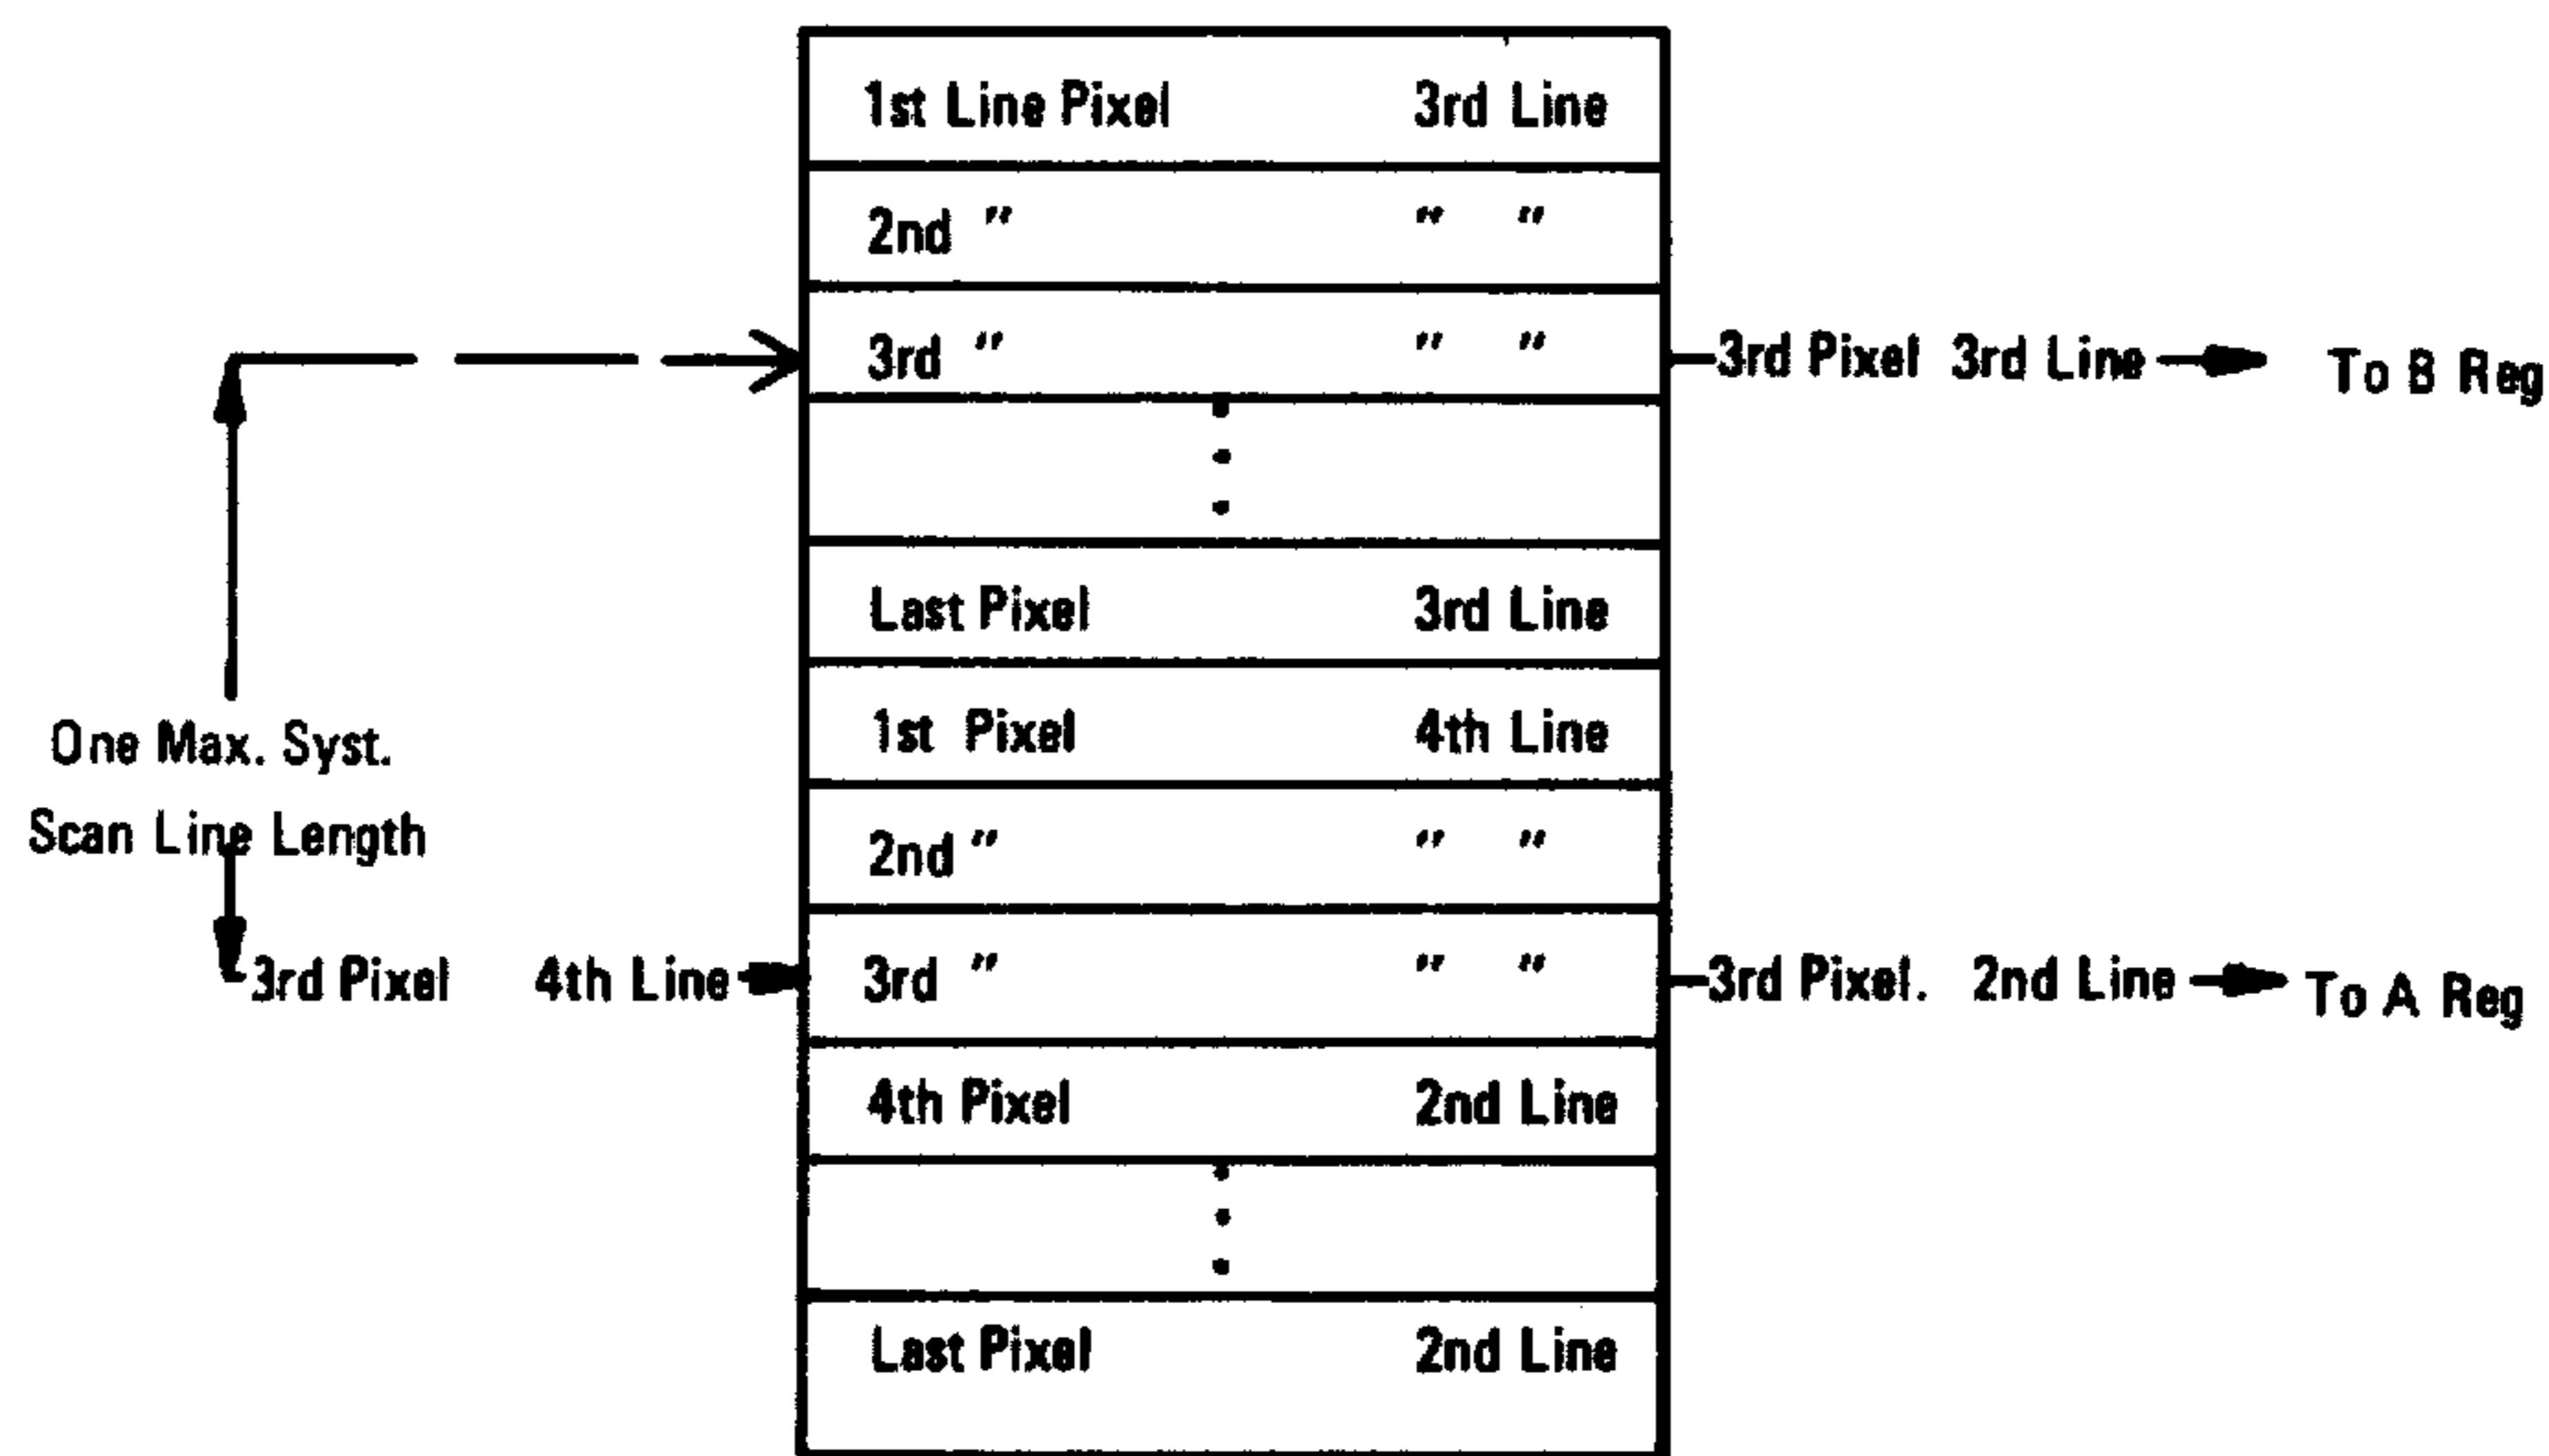 1st Line Pixel 3rd Line
2nd " " "
3rd " " "
3rd Pixel 3rd Line To B Reg
Last Pixel 3rd Line
1st Pixel 4th Line
One Max. Syst.
Scan Line Length
2nd " " "
3rd Pixel 4th Line
3rd " " "
3rd Pixel. 2nd Line To A Reg
4th Pixel 2nd Line
Last Pixel 2nd Line